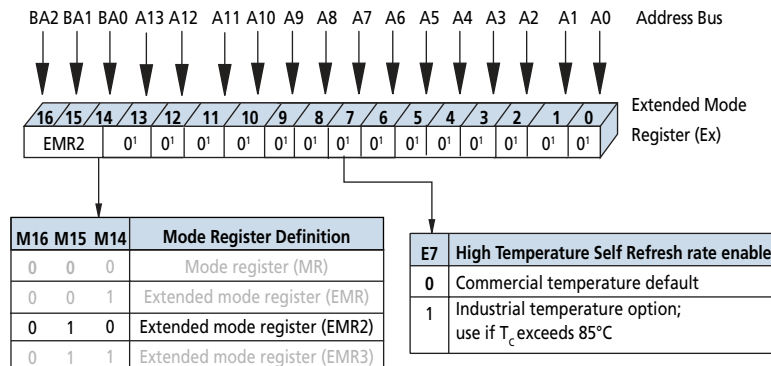 BA2 BA1 BA0 A13 A12 A11 A10 A9 A8 A7 A6 A5 A4 A3 A2 A1 A0 Address Bus
16 15 14 13 12 11 10 9 8 7 6 5 4 3 2 1 0 Extended Mode
Register (Ex)
EMR2 0¹ 0¹ 0¹ 0¹ 0¹ 0¹ 0¹ 0¹ 0¹ 0¹ 0¹ 0¹ 0¹ 0¹
M16 M15 M14 Mode Register Definition
0 0 0 Mode register (MR)
0 0 1 Extended mode register (EMR)
0 1 0 Extended mode register (EMR2)
0 1 1 Extended mode register (EMR3)
E7 High Temperature Self Refresh rate enable
0 Commercial temperature default
1 Industrial temperature option;
use if Tc exceeds 85°C